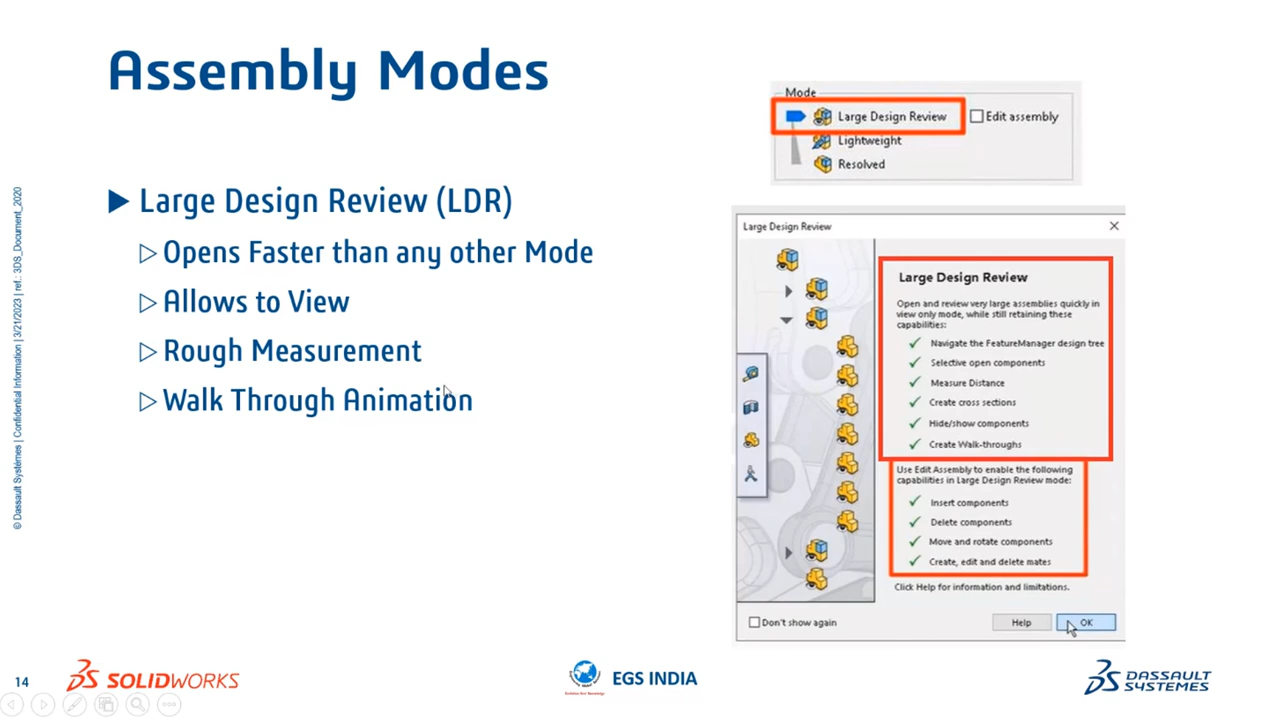 Assembly Modes
Large Design Review (LDR)
Opens Faster than any other Mode
Allows to View
Rough Measurement
Walk Through Animation
Mode
Large Design Review
Edit assembly
Lightweight
Resolved
Large Design Review
Large Design Review
Open and review very large assemblies quickly in
view only mode, while still retaining these
capabilities:
Navigate the FeatureManager design tree
Selective open components
Measure Distance
Create cross sections
Hide/show components
Create Walk-throughs
Use Edit Assembly to enable the following
capabilities in Large Design Review mode:
Insert components
Delete components
Move and rotate components
Create, edit and delete mates
Click Help for information and limitations.
Don't show again
Help
OK
© Dassault Systèmes | Confidential Information | 3/21/2023 | ref.: 3DS_Document_2020
14
SOLIDWORKS
EGS INDIA
DASSAULT
SYSTEMES